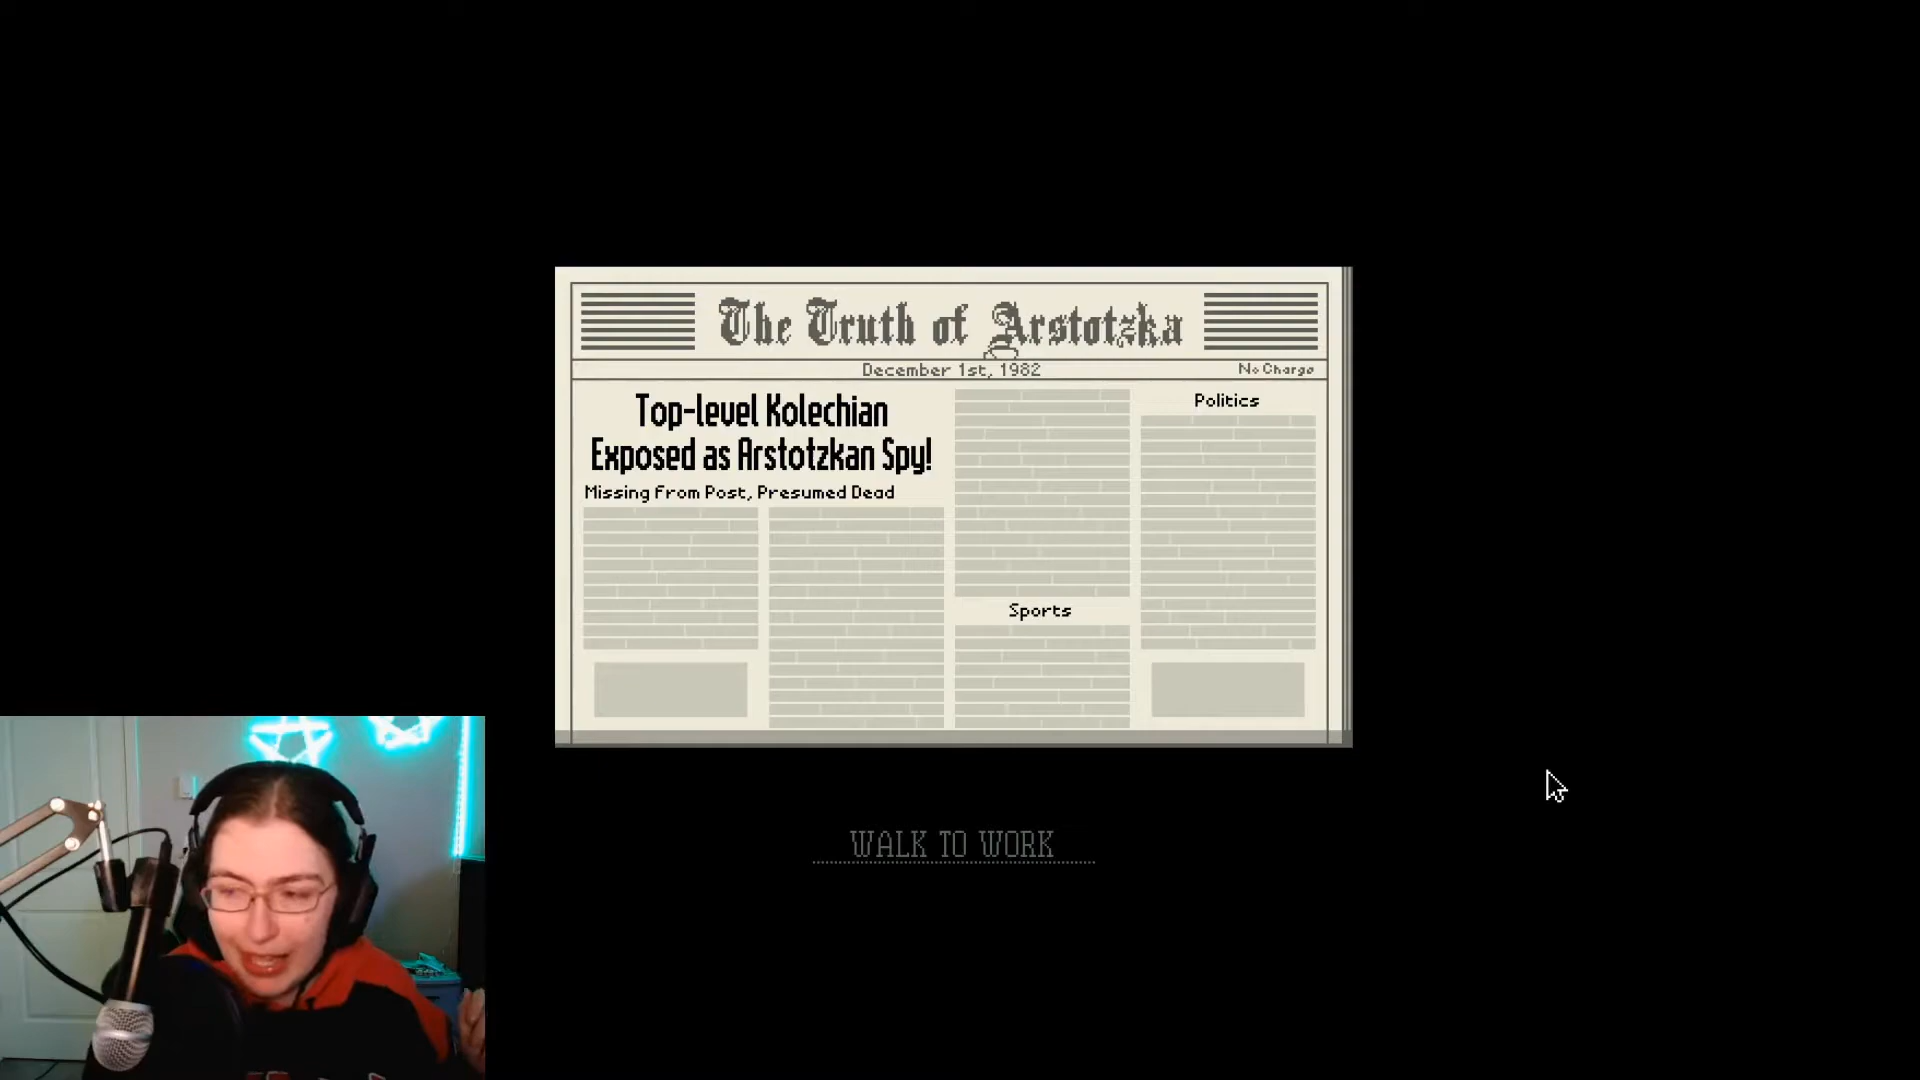 The Truth of Arstotzka
December 1st, 1982
No Charge
Top-level Kolechian
Exposed as Arstotzkan Spy!
Missing From Post, Presumed Dead
Sports
Politics
WALK TO WORK